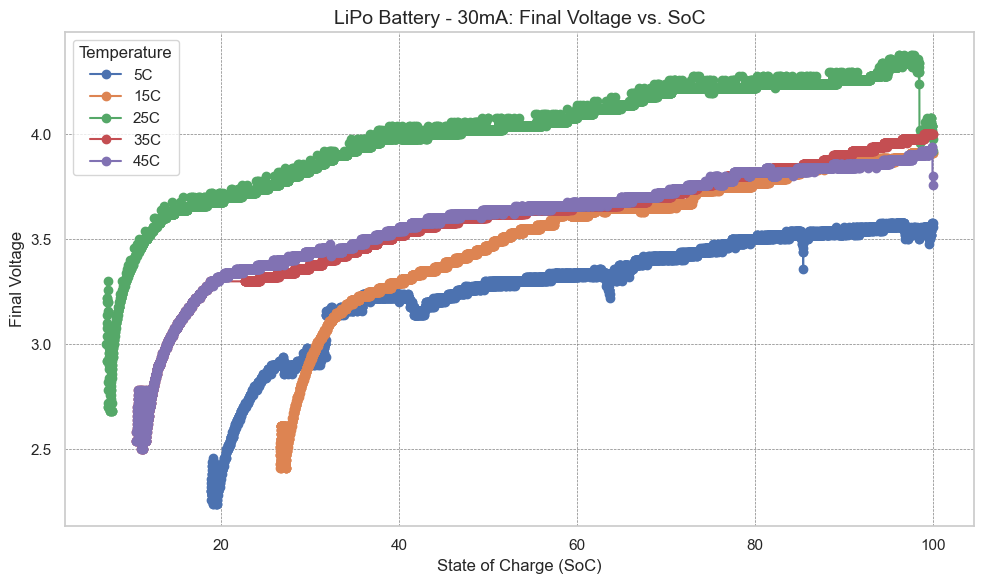 LiPo Battery - 30mA: Final Voltage vs. SoC
Temperature
5C
15C
25C
35C
45C
4.0
3.5
3.0
2.5
Final Voltage
20 40 60 80 100
State of Charge (SoC)